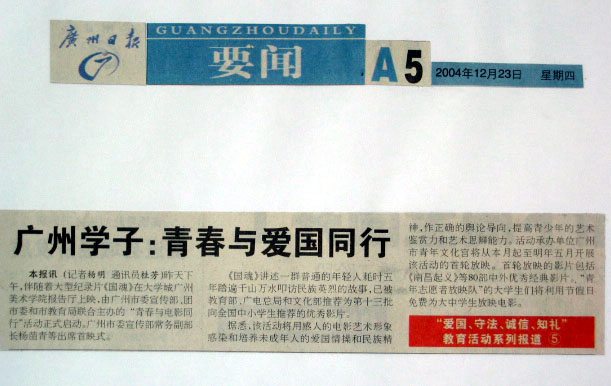 廣州日報
GUANGZHOUDAILY
要闻
A5
2004年12月23日 星期四
广州学子：青春与爱国同行
本报讯 (记者杨明 通讯员杜芳)昨天下
午,伴随着大型纪录片《国魂》在大学城广州
美术学院报告厅上映,由广州市委宣传部、团
市委和市教育局联合主办的“青春与电影同
行”活动正式启动。广州市委宣传部常务副部
长杨苗青等出席首映式。
《国魂》讲述一群普通的年轻人耗时五
年踏遍千山万水叩访民族英烈的故事,已被
教育部、广电总局和文化部推荐为第十三批
向全国中小学生推荐的优秀影片。
据悉,该活动将用感人的电影艺术形象
感染和培养未成年人的爱国情操和民族精
神,作正确的舆论导向,提高青少年的艺术
鉴赏力和艺术思辨能力。活动承办单位广州
市青年文化宫将从本月起至明年五月开展
该活动的首轮放映。首轮放映的影片包括
《南昌起义》等80部中外优秀经典影片。“青
年志愿者放映队”的大学生们将利用节假日
免费为大中学生放映电影。
“爱国、守法、诚信、知礼”
教育活动系列报道 ⑤